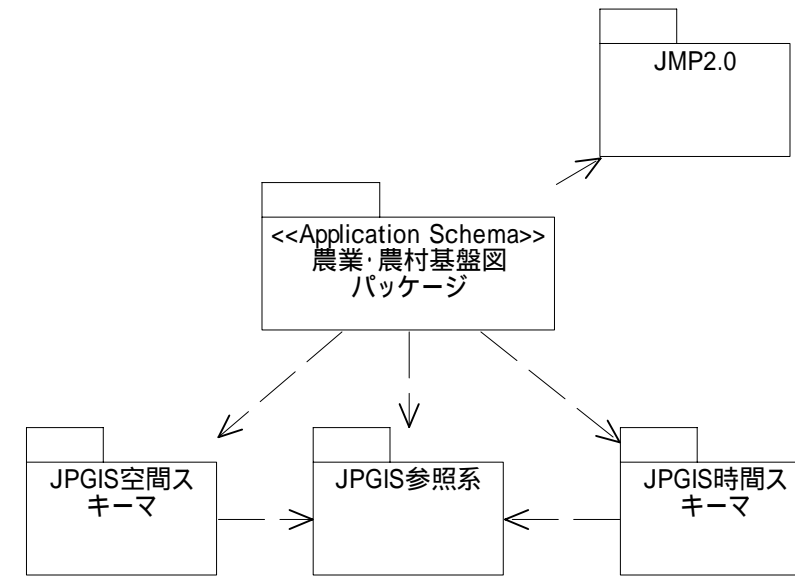 JMP2.0
<<Application Schema>>
農業･農村基盤図
パッケージ
JPGIS空間ス
キーマ
JPGIS参照系
JPGIS時間ス
キーマ